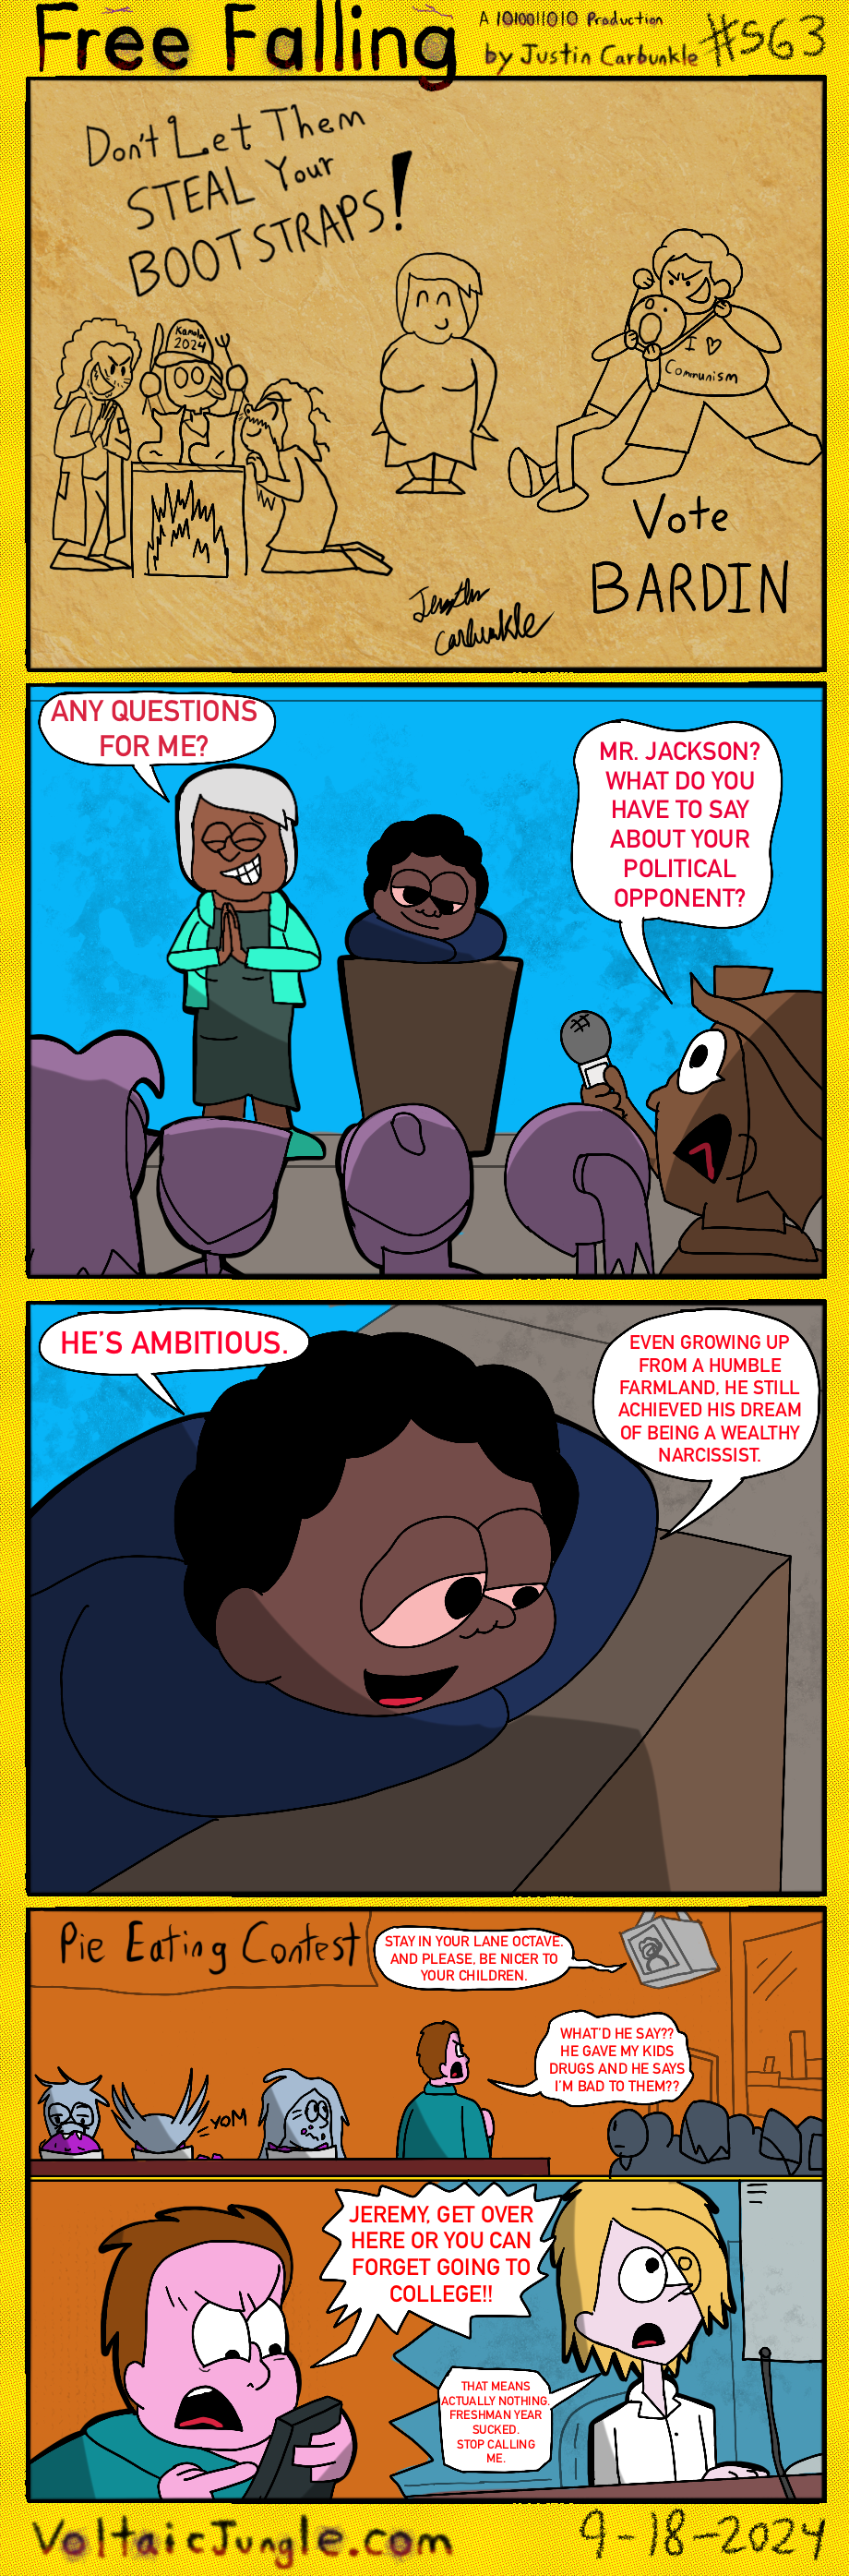 Free Falling
A 1010011010 Production
by Justin Carbunkle
#563
Don't Let Them
STEAL Your
BOOTSTRAPS!
2024
I ♡
Communism
Vote
BARDIN
Carbunkle
ANY QUESTIONS
FOR ME?
MR. JACKSON?
WHAT DO YOU
HAVE TO SAY
ABOUT YOUR
POLITICAL
OPPONENT?
HE'S AMBITIOUS.
EVEN GROWING UP
FROM A HUMBLE
FARMLAND, HE STILL
ACHIEVED HIS DREAM
OF BEING A WEALTHY
NARCISSIST.
Pie Eating Contest
STAY IN YOUR LANE OCTAVE.
AND PLEASE, BE NICER TO
YOUR CHILDREN.
WHAT'D HE SAY??
HE GAVE MY KIDS
DRUGS AND HE SAYS
I'M BAD TO THEM??
YOM
JEREMY, GET OVER
HERE OR YOU CAN
FORGET GOING TO
COLLEGE!!
THAT MEANS
ACTUALLY NOTHING.
FRESHMAN YEAR
SUCKED.
STOP CALLING
ME.
VoltaicJungle.com
9-18-2024